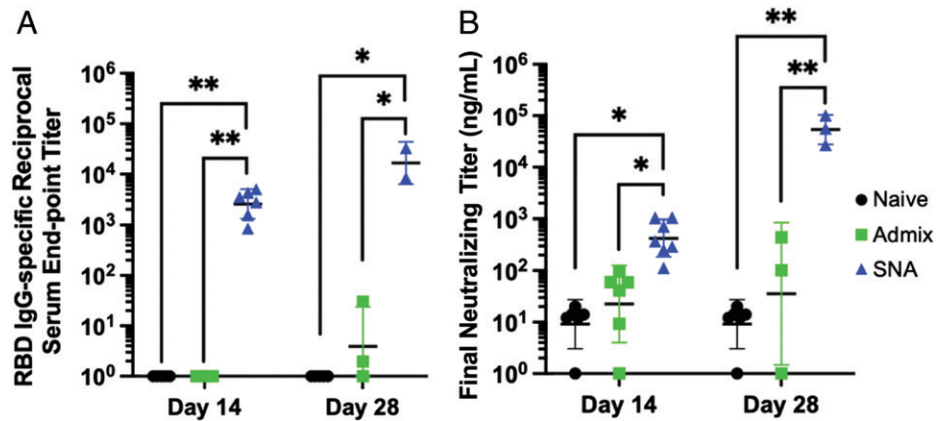 A
RBD IgG-specific Reciprocal
Serum End-point Titer
10⁶
10⁵
10⁴
10³
10²
10¹
10⁰
**
**
*
*
Day 14
Day 28
B
Final Neutralizing Titer (ng/mL)
10⁶
10⁵
10⁴
10³
10²
10¹
10⁰
*
*
**
**
Day 14
Day 28
Naive
Admix
SNA